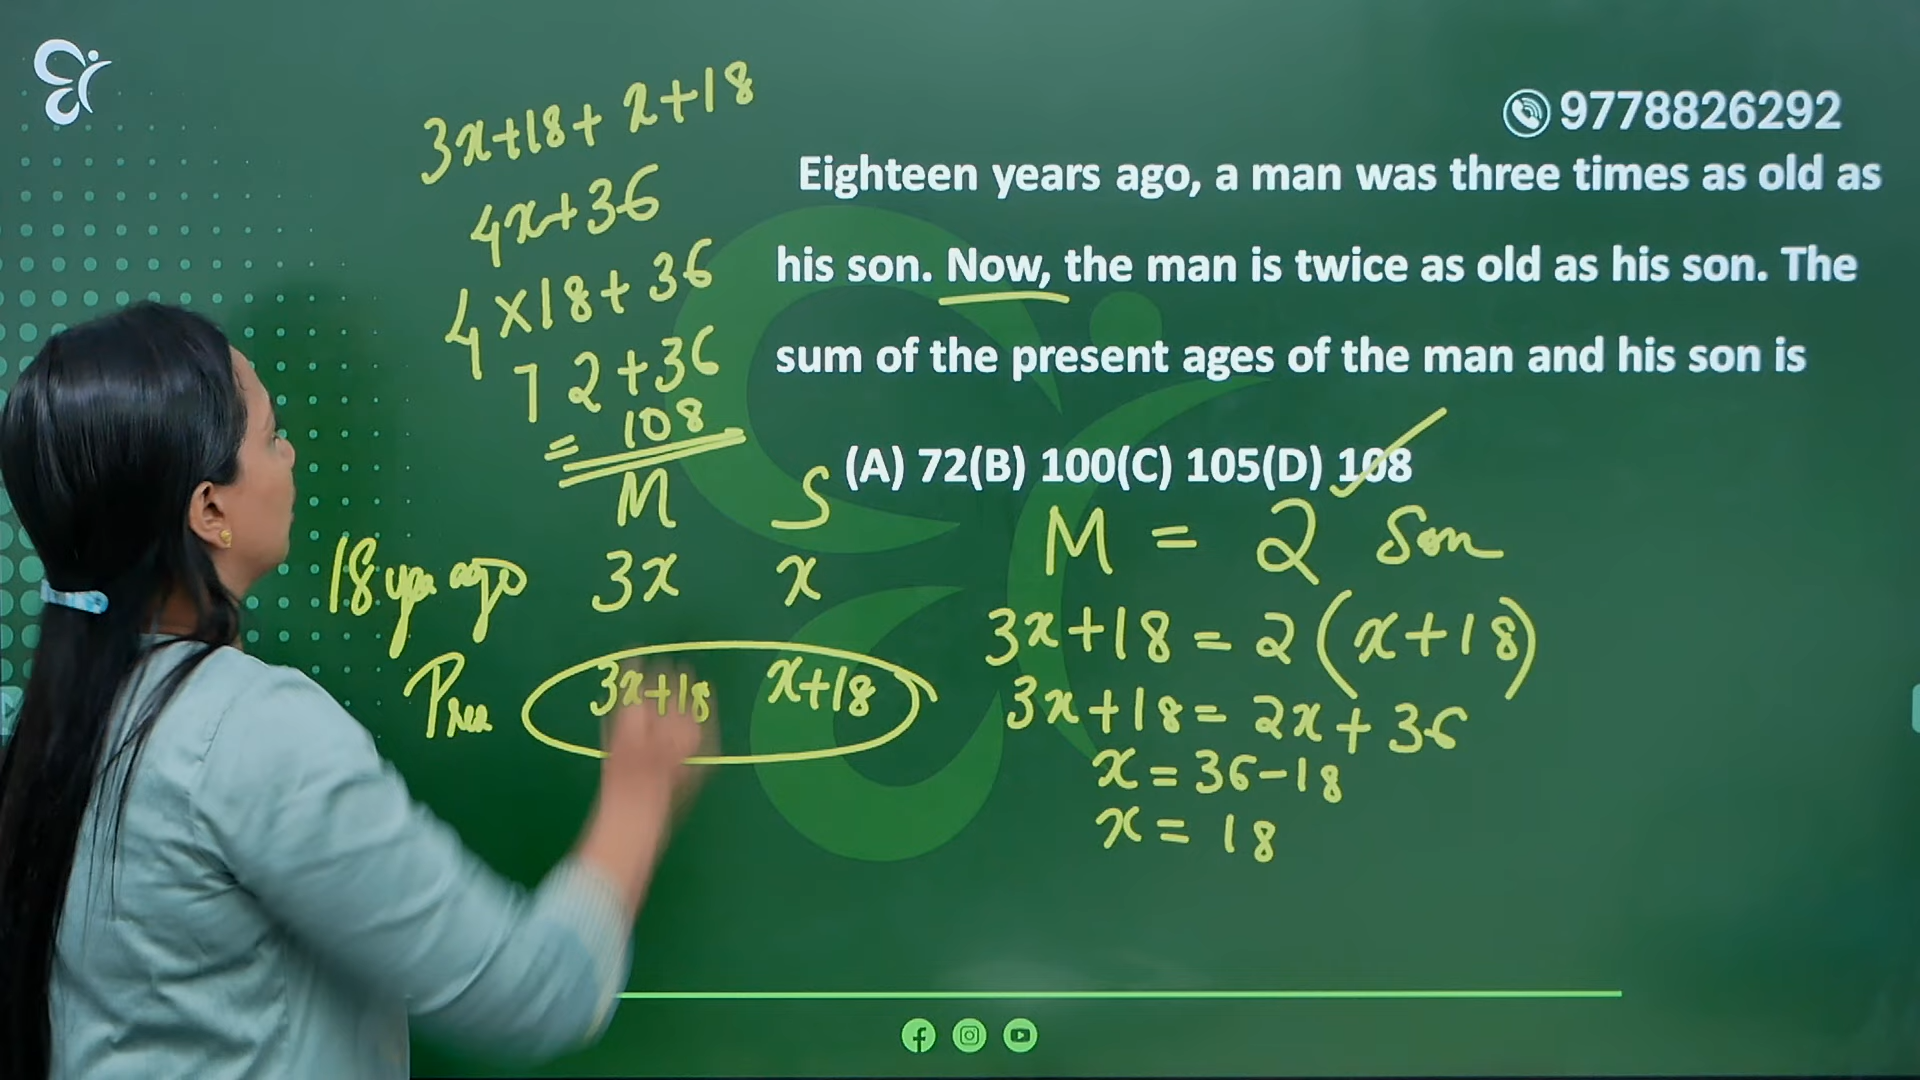 9778826292
Eighteen years ago, a man was three times as old as
his son. Now, the man is twice as old as his son. The
sum of the present ages of the man and his son is
(A) 72(B) 100(C) 105(D) 108
3x+18+x+18
4x+36
4×18+36
72+36
= 108
M S
18 yea ago 3x x
Pres 3x+18 x+18
M = 2 Son
3x+18 = 2(x+18)
3x+18 = 2x+36
x = 36-18
x = 18